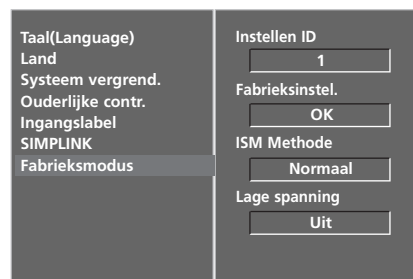 Taal(Language)
Land
Systeem vergrend.
Ouderlijke contr.
Ingangslabel
SIMPLINK
Fabrieksmodus
Instellen ID
1
Fabrieksinstel.
OK
ISM Methode
Normaal
Lage spanning
Uit